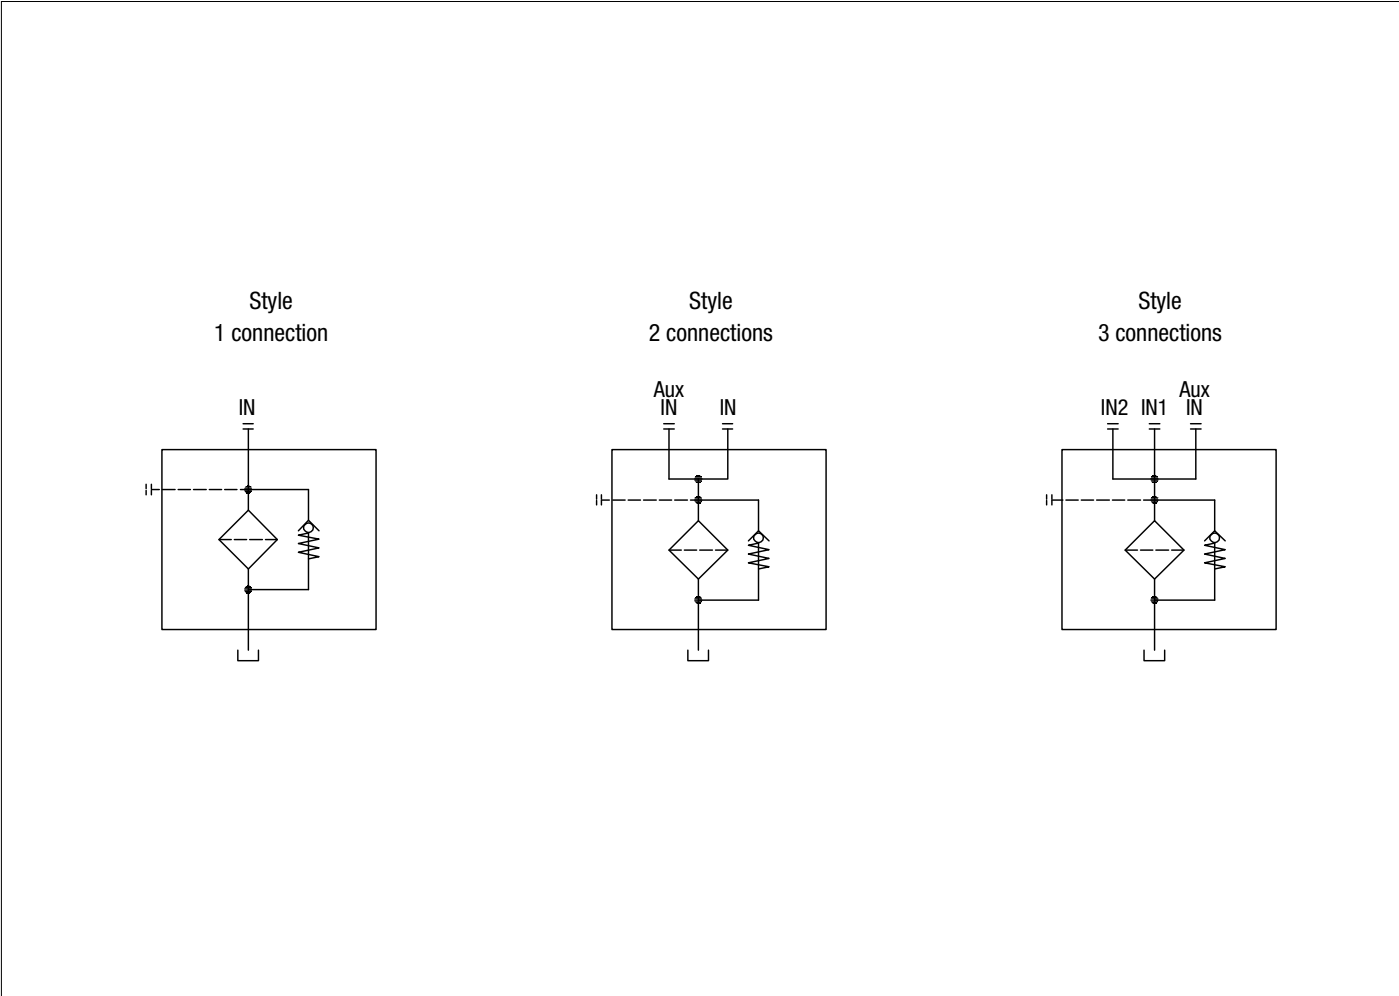 Style
1 connection
IN
Style
2 connections
Aux
IN
IN
Style
3 connections
IN2
IN1
Aux
IN